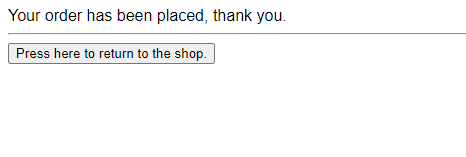 Your order has been placed, thank you.
Press here to return to the shop.